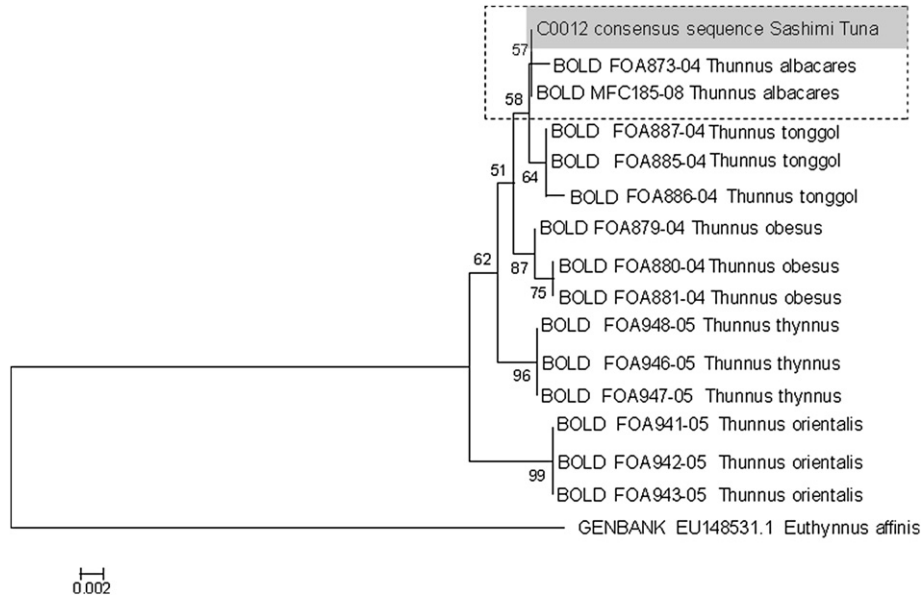 C0012 consensus sequence Sashimi Tuna
57
BOLD FOA873-04 Thunnus albacares
BOLD MFC185-08 Thunnus albacares
58
BOLD FOA887-04 Thunnus tonggol
BOLD FOA885-04 Thunnus tonggol
64
BOLD FOA886-04 Thunnus tonggol
51
BOLD FOA879-04 Thunnus obesus
62
87
BOLD FOA880-04 Thunnus obesus
75
BOLD FOA881-04 Thunnus obesus
BOLD FOA948-05 Thunnus thynnus
BOLD FOA946-05 Thunnus thynnus
96
BOLD FOA947-05 Thunnus thynnus
BOLD FOA941-05 Thunnus orientalis
BOLD FOA942-05 Thunnus orientalis
99
BOLD FOA943-05 Thunnus orientalis
GENBANK EU148531.1 Euthynnus affinis
0.002